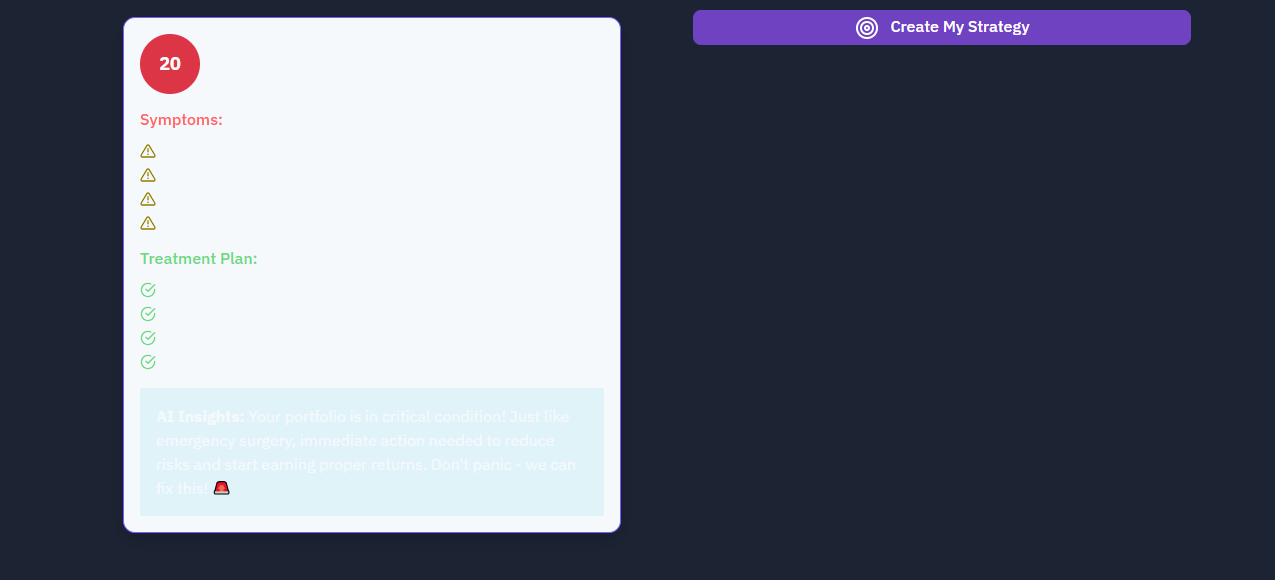 20
Symptoms:
Treatment Plan:
AI Insights: Your portfolio is in critical condition! Just like
emergency surgery, immediate action needed to reduce
risks and start earning proper returns. Don't panic - we can
fix this! 🚨
Create My Strategy